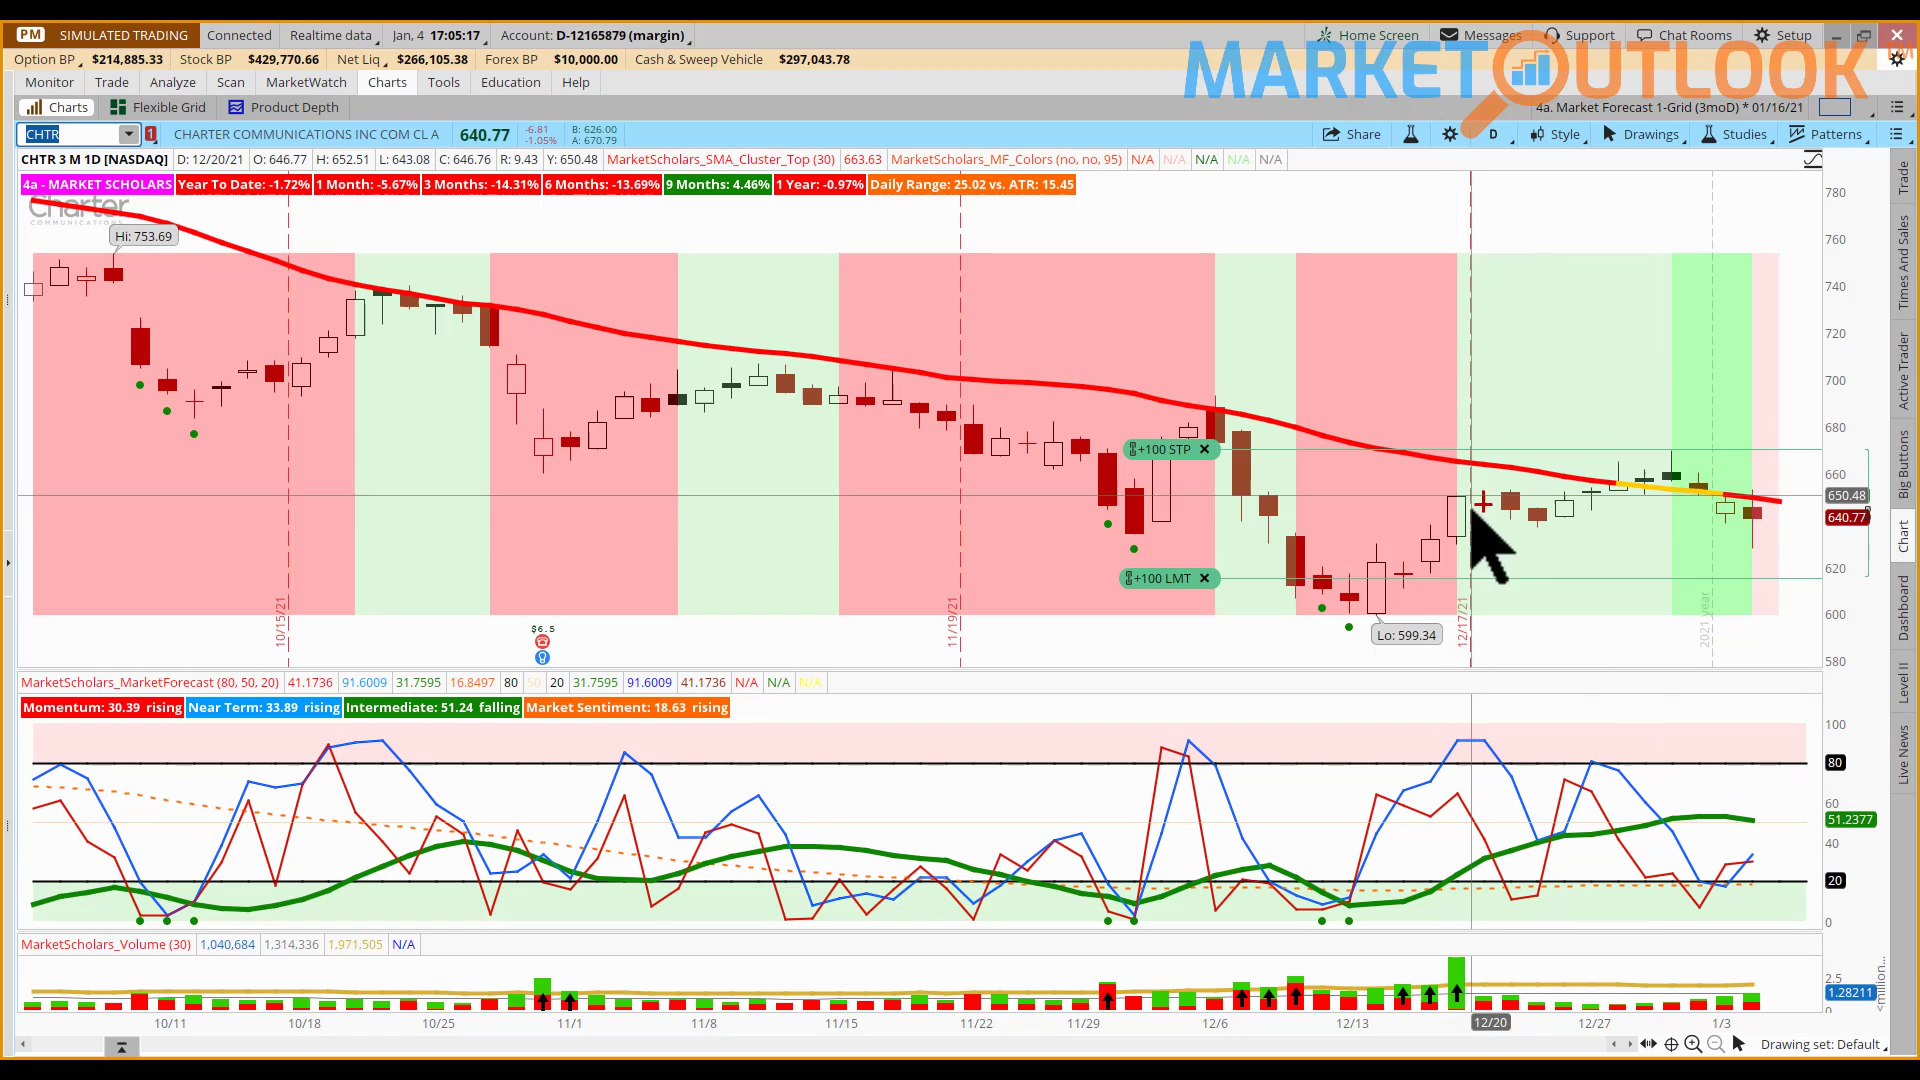 PM SIMULATED TRADING Connected Realtime data Jan, 4 17:05:17 Account: D-12165879 (margin) Home Screen Messages Support Chat Rooms Setup
Option BP $214,885.33 Stock BP $429,770.66 Net Liq $266,105.38 Forex BP $10,000.00 Cash & Sweep Vehicle $297,043.78
MARKET OUTLOOK TM
Monitor Trade Analyze Scan MarketWatch Charts Tools Education Help
Charts Flexible Grid Product Depth 4a. Market Forecast 1-Grid (3moD) * 01/16/21
CHTR 1 CHARTER COMMUNICATIONS INC COM CL A 640.77 -6.81 -1.05% B: 626.00 A: 670.79 Share D Style Drawings Studies Patterns
CHTR 3 M 1D [NASDAQ] D: 12/20/21 O: 646.77 H: 652.51 L: 643.08 C: 646.76 R: 9.43 Y: 650.48 MarketScholars_SMA_Cluster_Top (30) 663.63 MarketScholars_MF_Colors (no, no, 95) N/A N/A N/A N/A N/A
4a - MARKET SCHOLARS Year To Date: -1.72% 1 Month: -5.67% 3 Months: -14.31% 6 Months: -13.69% 9 Months: 4.46% 1 Year: -0.97% Daily Range: 25.02 vs. ATR: 15.45
Charter
COMMUNICATIONS
Hi: 753.69
780
760
740
720
700
680
660
650.48
640.77
620
600
580
+100 STP
+100 LMT
Lo: 599.34
10/15/21
11/19/21
12/17/21
2021 year
$6.5
MarketScholars_MarketForecast (80, 50, 20) 41.1736 91.6009 31.7595 16.8497 80 50 20 31.7595 91.6009 41.1736 N/A N/A N/A
Momentum: 30.39 rising Near Term: 33.89 rising Intermediate: 51.24 falling Market Sentiment: 18.63 rising
100
80
60
51.2377
40
20
0
MarketScholars_Volume (30) 1,040,684 1,314,336 1,971,505 N/A
2.5
1.28211
0
<million...
10/11 10/18 10/25 11/1 11/8 11/15 11/22 11/29 12/6 12/13 12/20 12/27 1/3
Drawing set: Default
Trade
Times And Sales
Active Trader
Big Buttons
Chart
Dashboard
Level II
Live News